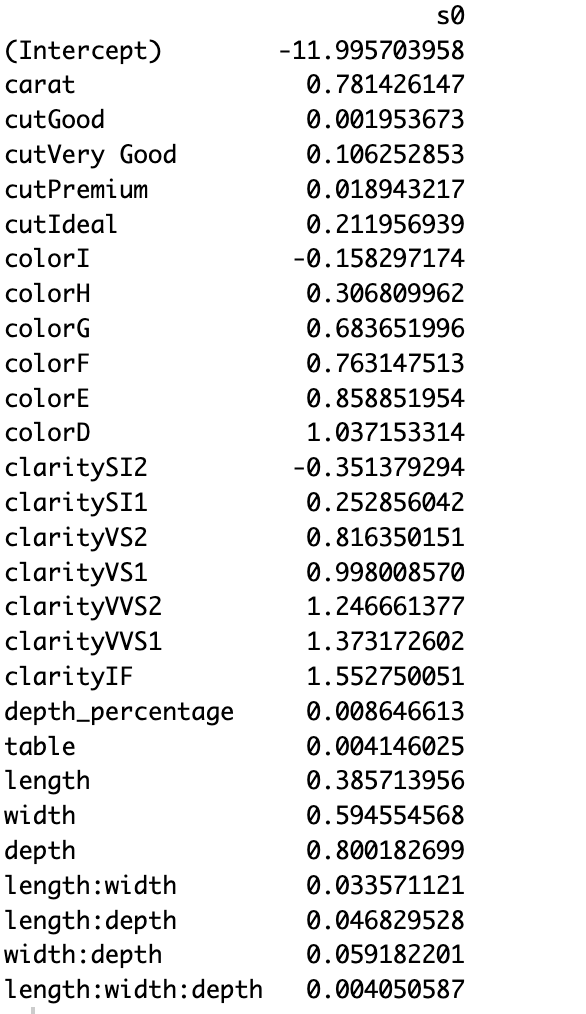 s0
(Intercept) -11.995703958
carat 0.781426147
cutGood 0.001953673
cutVery Good 0.106252853
cutPremium 0.018943217
cutIdeal 0.211956939
colorI -0.158297174
colorH 0.306809962
colorG 0.683651996
colorF 0.763147513
colorE 0.858851954
colorD 1.037153314
claritySI2 -0.351379294
claritySI1 0.252856042
clarityVS2 0.816350151
clarityVS1 0.998008570
clarityVVS2 1.246661377
clarityVVS1 1.373172602
clarityIF 1.552750051
depth_percentage 0.008646613
table 0.004146025
length 0.385713956
width 0.594554568
depth 0.800182699
length:width 0.033571121
length:depth 0.046829528
width:depth 0.059182201
length:width:depth 0.004050587